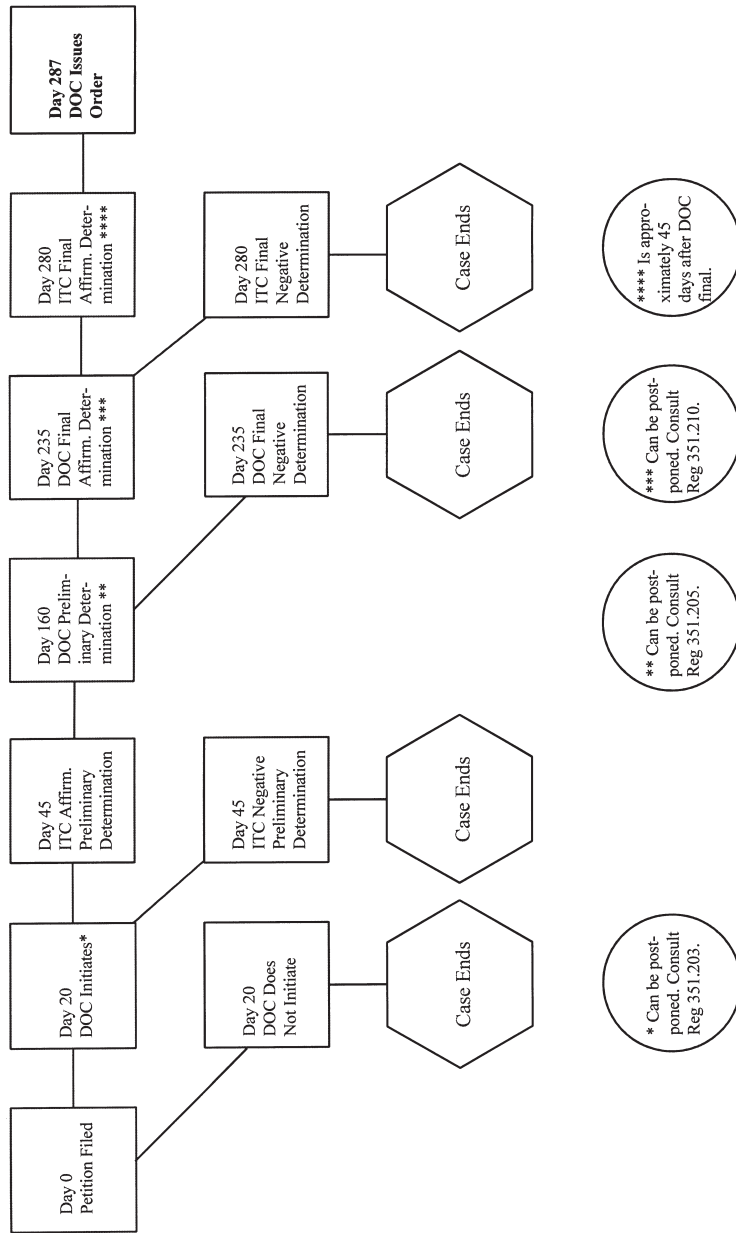 Day 0
Petition Filed
Day 20
DOC Initiates*
Day 45
ITC Affirm.
Preliminary
Determination
Day 160
DOC Prelim-
inary Deter-
mination **
Day 235
DOC Final
Affirm. Deter-
mination ***
Day 280
ITC Final
Affirm. Deter-
mination ****
Day 287
DOC Issues
Order
Day 20
DOC Does
Not Initiate
Day 45
ITC Negative
Preliminary
Determination
Day 235
DOC Final
Negative
Determination
Day 280
ITC Final
Negative
Determination
Case Ends
Case Ends
Case Ends
Case Ends
* Can be post-
poned. Consult
Reg 351.203.
** Can be post-
poned. Consult
Reg 351.205.
*** Can be post-
poned. Consult
Reg 351.210.
**** Is appro-
ximately 45
days after DOC
final.